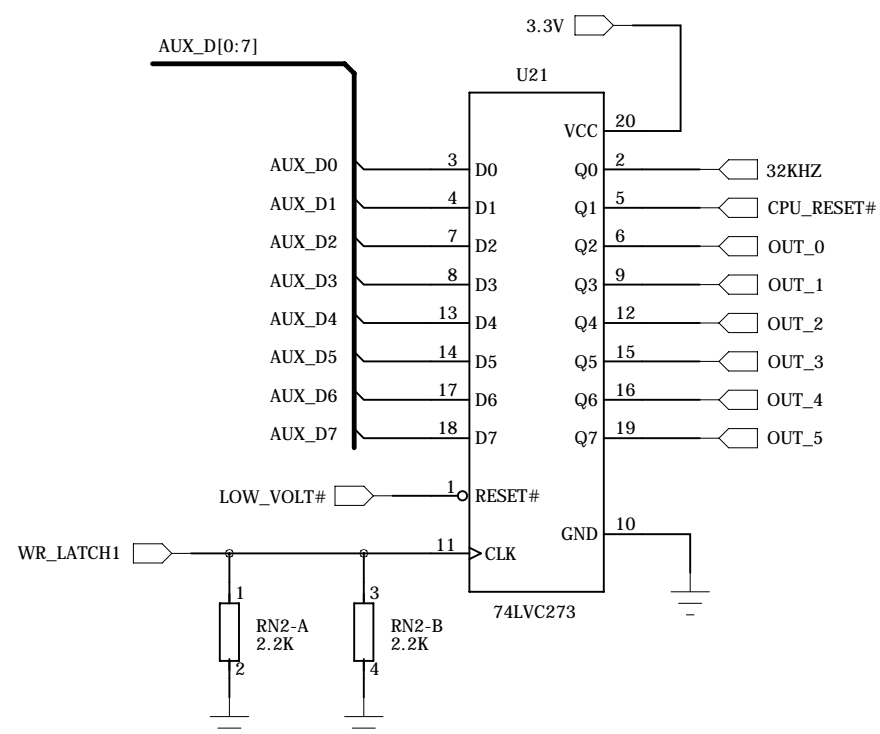 3.3V
AUX_D[0:7]
U21
VCC 20
AUX_D0 3 D0 Q0 2 32KHZ
AUX_D1 4 D1 Q1 5 CPU_RESET#
AUX_D2 7 D2 Q2 6 OUT_0
AUX_D3 8 D3 Q3 9 OUT_1
AUX_D4 13 D4 Q4 12 OUT_2
AUX_D5 14 D5 Q5 15 OUT_3
AUX_D6 17 D6 Q6 16 OUT_4
AUX_D7 18 D7 Q7 19 OUT_5
LOW_VOLT# 1 RESET#
GND 10
WR_LATCH1 11 CLK
74LVC273
1 3
RN2-A RN2-B
2.2K 2.2K
2 4